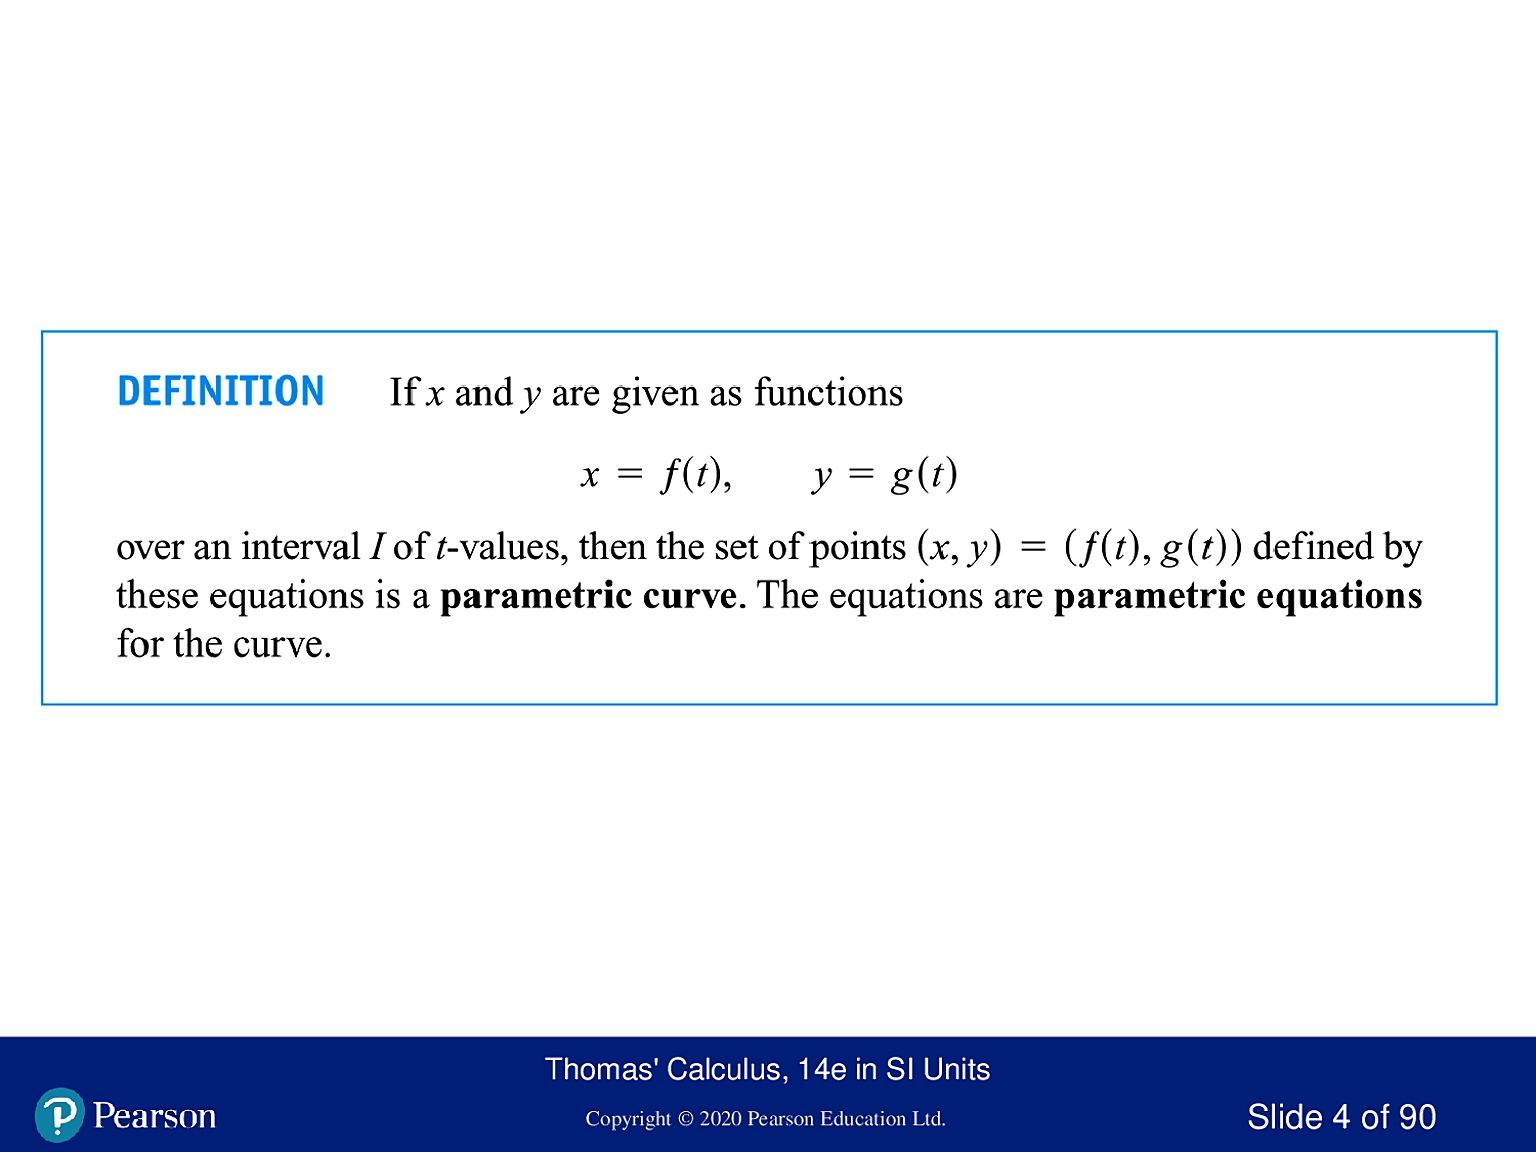 DEFINITION If x and y are given as functions
x = f(t), y = g(t)
over an interval I of t-values, then the set of points (x, y) = (f(t), g(t)) defined by
these equations is a parametric curve. The equations are parametric equations
for the curve.
Thomas' Calculus, 14e in SI Units
Pearson
Copyright © 2020 Pearson Education Ltd.
Slide 4 of 90